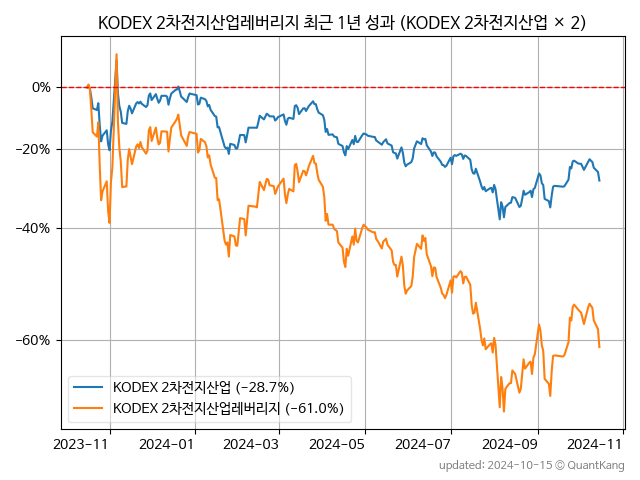 KODEX 2차전지산업레버리지 최근 1년 성과 (KODEX 2차전지산업 × 2)
0%
−20%
−40%
−60%
KODEX 2차전지산업 (−28.7%)
KODEX 2차전지산업레버리지 (−61.0%)
2023−11 2024−01 2024−03 2024−05 2024−07 2024−09 2024−11
updated: 2024-10-15 © QuantKang